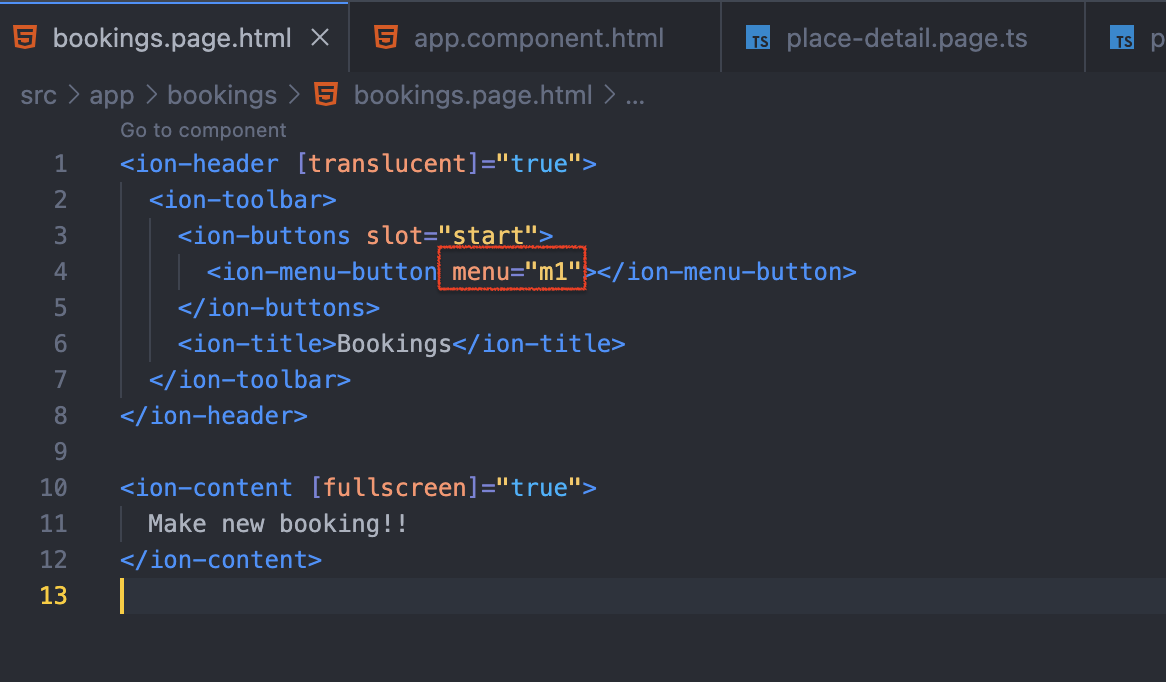 bookings.page.html × app.component.html TS place-detail.page.ts TS p
src > app > bookings > bookings.page.html > ...
Go to component
1 <ion-header [translucent]="true">
2 <ion-toolbar>
3 <ion-buttons slot="start">
4 <ion-menu-button menu="m1"></ion-menu-button>
5 </ion-buttons>
6 <ion-title>Bookings</ion-title>
7 </ion-toolbar>
8 </ion-header>
9
10 <ion-content [fullscreen]="true">
11 Make new booking!!
12 </ion-content>
13